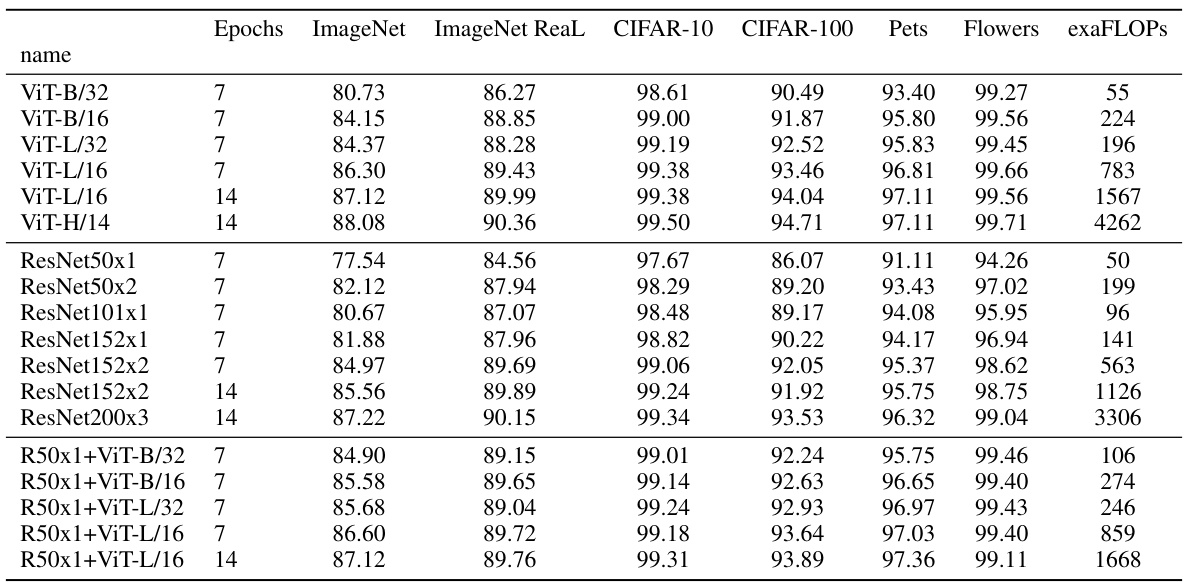 Epochs ImageNet ImageNet ReaL CIFAR-10 CIFAR-100 Pets Flowers exaFLOPs
name
ViT-B/32 7 80.73 86.27 98.61 90.49 93.40 99.27 55
ViT-B/16 7 84.15 88.85 99.00 91.87 95.80 99.56 224
ViT-L/32 7 84.37 88.28 99.19 92.52 95.83 99.45 196
ViT-L/16 7 86.30 89.43 99.38 93.46 96.81 99.66 783
ViT-L/16 14 87.12 89.99 99.38 94.04 97.11 99.56 1567
ViT-H/14 14 88.08 90.36 99.50 94.71 97.11 99.71 4262
ResNet50x1 7 77.54 84.56 97.67 86.07 91.11 94.26 50
ResNet50x2 7 82.12 87.94 98.29 89.20 93.43 97.02 199
ResNet101x1 7 80.67 87.07 98.48 89.17 94.08 95.95 96
ResNet152x1 7 81.88 87.96 98.82 90.22 94.17 96.94 141
ResNet152x2 7 84.97 89.69 99.06 92.05 95.37 98.62 563
ResNet152x2 14 85.56 89.89 99.24 91.92 95.75 98.75 1126
ResNet200x3 14 87.22 90.15 99.34 93.53 96.32 99.04 3306
R50x1+ViT-B/32 7 84.90 89.15 99.01 92.24 95.75 99.46 106
R50x1+ViT-B/16 7 85.58 89.65 99.14 92.63 96.65 99.40 274
R50x1+ViT-L/32 7 85.68 89.04 99.24 92.93 96.97 99.43 246
R50x1+ViT-L/16 7 86.60 89.72 99.18 93.64 97.03 99.40 859
R50x1+ViT-L/16 14 87.12 89.76 99.31 93.89 97.36 99.11 1668